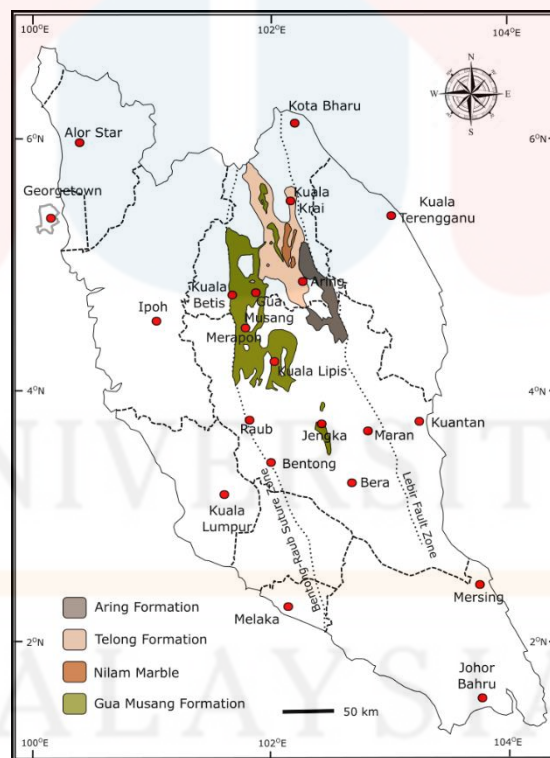 100°E
102°E
104°E
N
W
E
S
Kota Bharu
6°N
6°N
Alor Star
Georgetown
Kuala
Krai
Kuala
Terengganu
Kuala
Betis
Aring
Gua
Musang
Ipoh
Merapoh
Kuala Lipis
4°N
4°N
Raub
Jengka
Maran
Kuantan
Bentong
Bera
Kuala
Lumpur
Bentong-Raub Suture Zone
Lebir Fault Zone
Mersing
Melaka
Aring Formation
Telong Formation
Nilam Marble
Gua Musang Formation
2°N
2°N
Johor
Bahru
50 km
100°E
102°E
104°E
UNIVERSITI
MALAYSIA